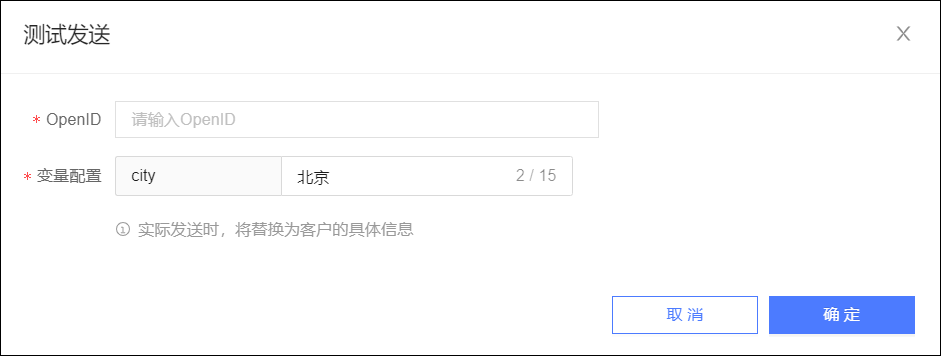 测试发送
* OpenID 请输入OpenID
* 变量配置 city 北京 2 / 15
实际发送时，将替换为客户的具体信息
取 消 确 定